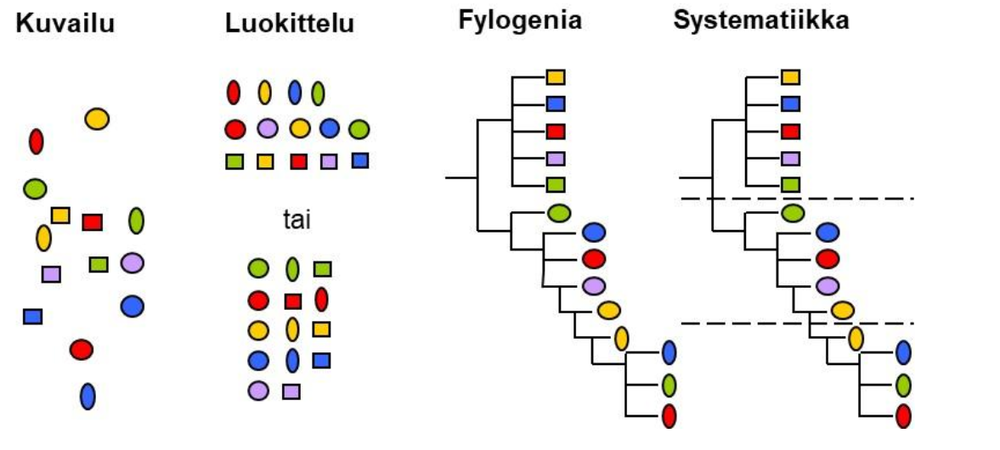 Kuvailu
Luokittelu
Fylogenia
Systematiikka
tai